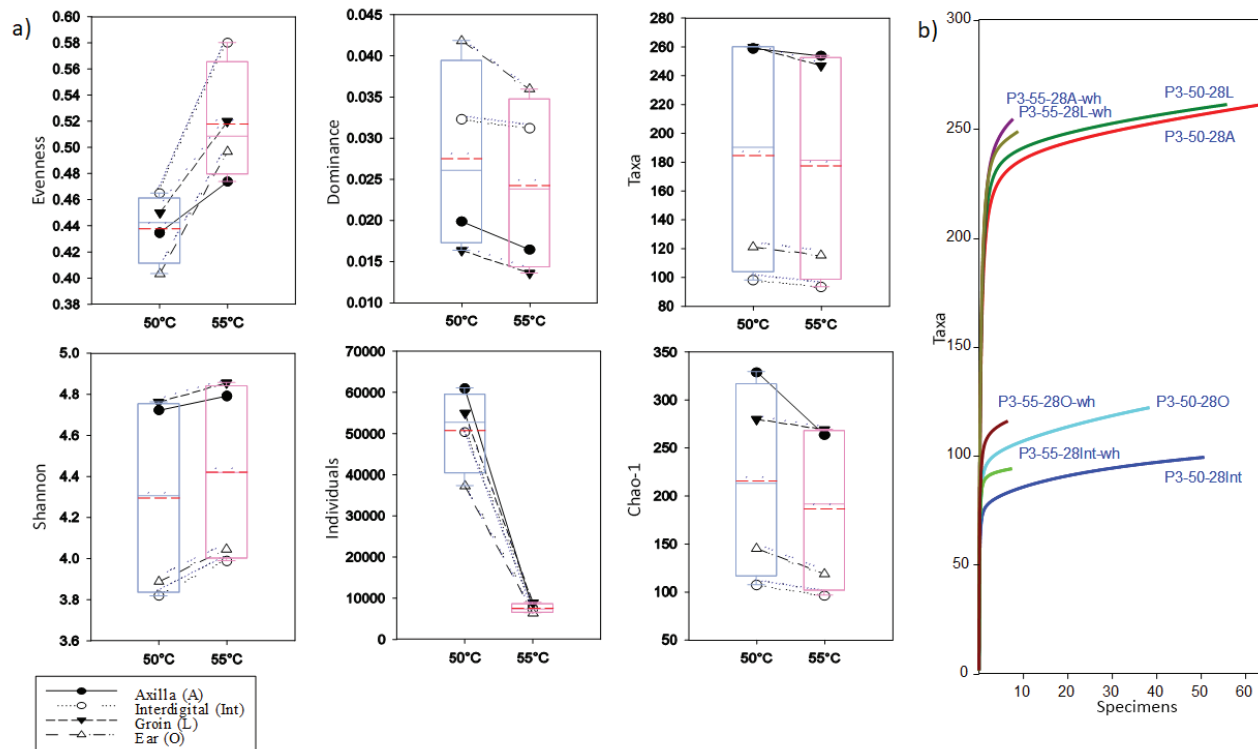 a)
0.60
0.58
0.56
0.54
0.52
0.50
0.48
0.46
0.44
0.42
0.40
0.38
Evenness
50°C
55°C
0.045
0.040
0.035
0.030
0.025
0.020
0.015
0.010
Dominance
50°C
55°C
280
260
240
220
200
180
160
140
120
100
80
Taxa
50°C
55°C
5.0
4.8
4.6
4.4
4.2
4.0
3.8
3.6
Shannon
50°C
55°C
70000
60000
50000
40000
30000
20000
10000
0
Individuals
50°C
55°C
350
300
250
200
150
100
50
Chao-1
50°C
55°C
Axilla (A)
Interdigital (Int)
Groin (L)
Ear (O)
b)
300
250
200
150
100
50
0
Taxa
P3-55-28A-wh
P3-55-28L-wh
P3-50-28L
P3-50-28A
P3-55-28O-wh
P3-50-28O
P3-55-28Int-wh
P3-50-28Int
10
20
30
40
50
60
Specimens